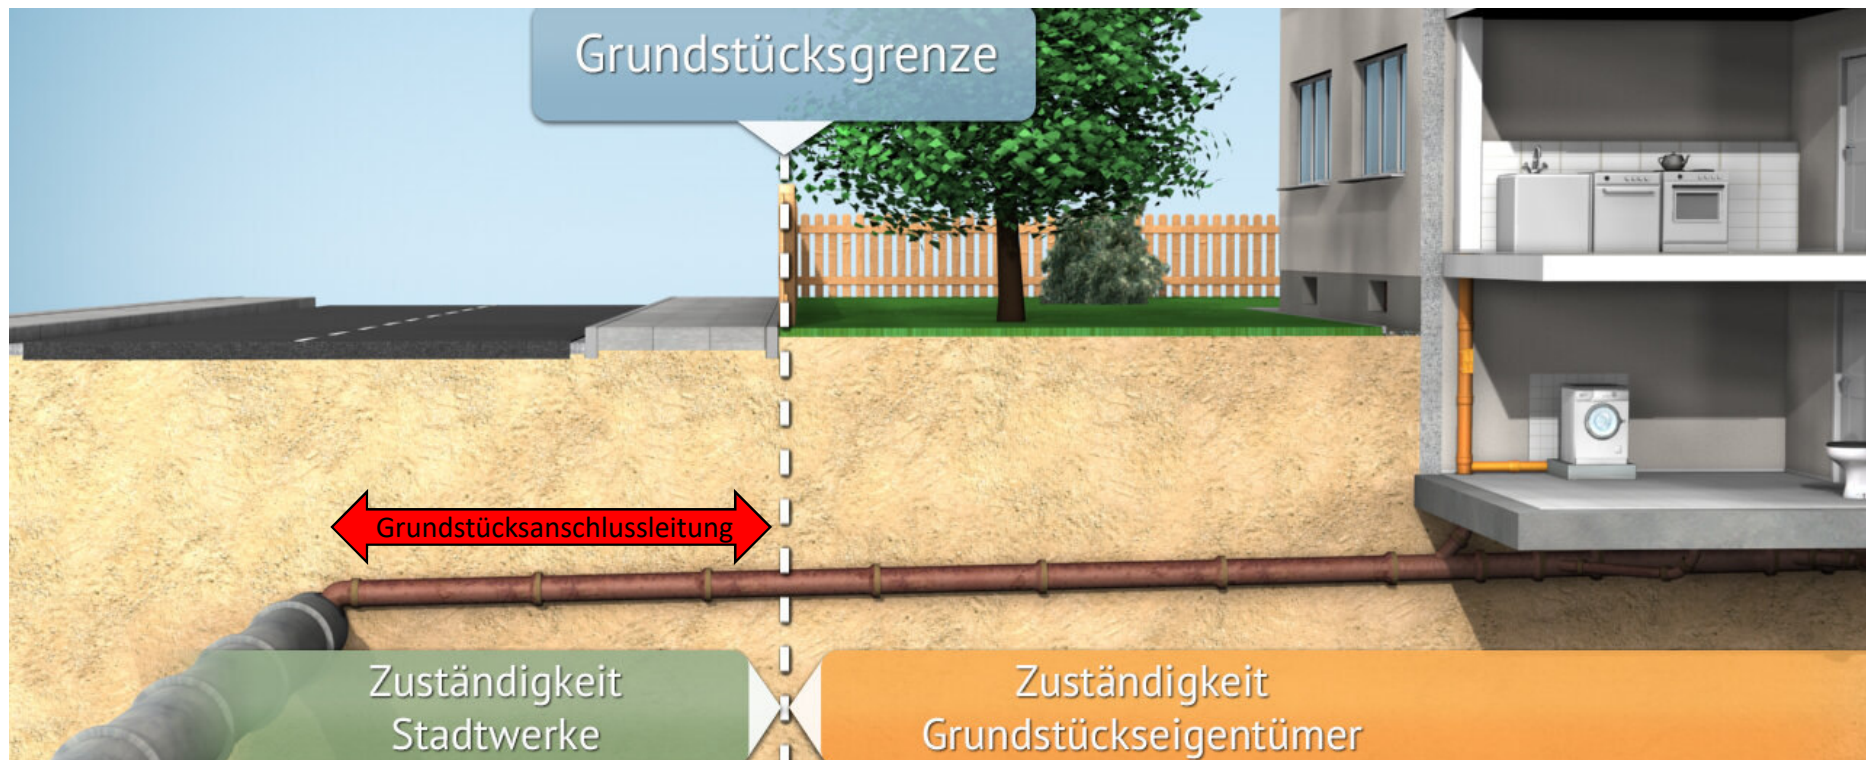 Grundstücksgrenze
Grundstücksanschlussleitung
Zuständigkeit
Stadtwerke
Zuständigkeit
Grundstückseigentümer